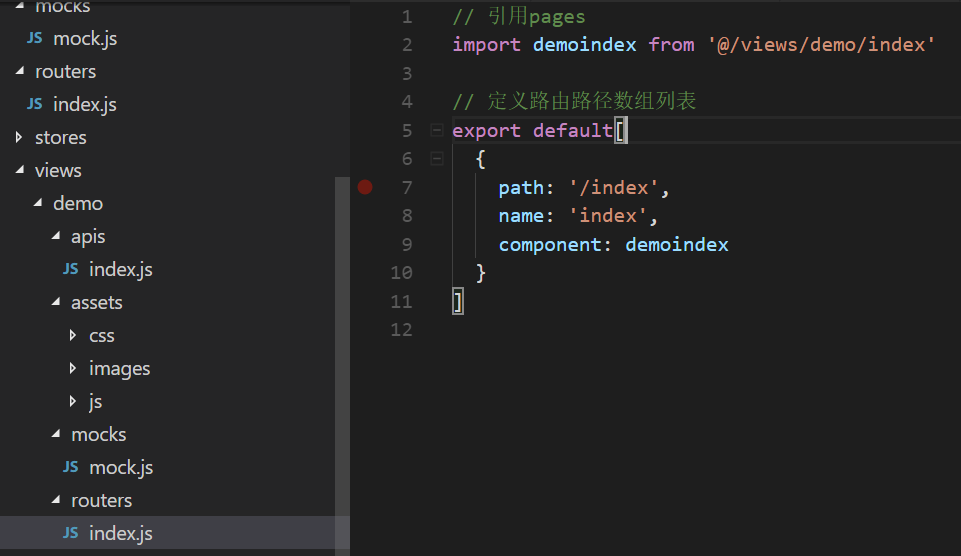 mocks
JS mock.js
routers
JS index.js
stores
views
demo
apis
JS index.js
assets
css
images
js
mocks
JS mock.js
routers
JS index.js
1 // 引用pages
2 import demoindex from '@/views/demo/index'
3
4 // 定义路由路径数组列表
5 export default[
6 {
7 path: '/index',
8 name: 'index',
9 component: demoindex
10 }
11 ]
12